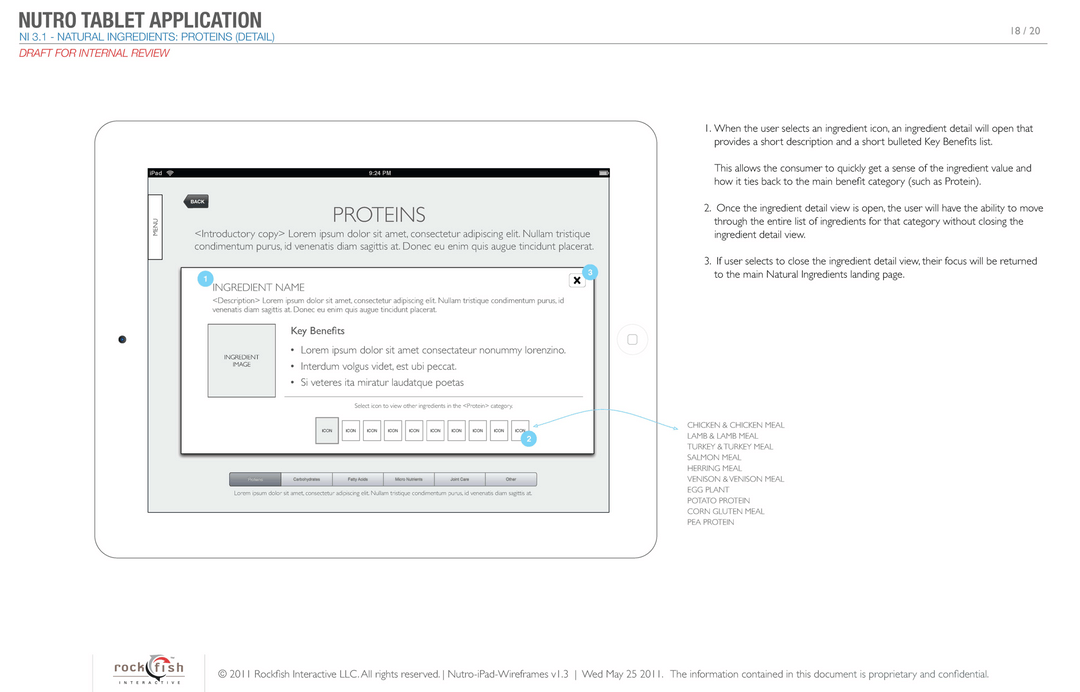 NUTRO TABLET APPLICATION
NI 3.1 - NATURAL INGREDIENTS: PROTEINS (DETAIL)
18 / 20
DRAFT FOR INTERNAL REVIEW
iPad
9:24 PM
BACK
MENU
PROTEINS
<Introductory copy> Lorem ipsum dolor sit amet, consectetur adipiscing elit. Nullam tristique
condimentum purus, id venenatis diam sagittis at. Donec eu enim quis augue tincidunt placerat.
1
3
X
INGREDIENT NAME
<Description> Lorem ipsum dolor sit amet, consectetur adipiscing elit. Nullam tristique condimentum purus, id
venenatis diam sagittis at. Donec eu enim quis augue tincidunt placerat.
INGREDIENT
IMAGE
Key Benefits
• Lorem ipsum dolor sit amet consectateur nonummy lorenzino.
• Interdum volgus videt, est ubi peccat.
• Si veteres ita miratur laudatque poetas
Select icon to view other ingredients in the <Protein> category.
ICON ICON ICON ICON ICON ICON ICON ICON ICON ICON
2
Proteins Carbohydrates Fatty Acids Micro Nutrients Joint Care Other
Lorem ipsum dolor sit amet, consectetur adipiscing elit. Nullam tristique condimentum purus, id venenatis diam sagittis at.
1. When the user selects an ingredient icon, an ingredient detail will open that
provides a short description and a short bulleted Key Benefits list.
This allows the consumer to quickly get a sense of the ingredient value and
how it ties back to the main benefit category (such as Protein).
2. Once the ingredient detail view is open, the user will have the ability to move
through the entire list of ingredients for that category without closing the
ingredient detail view.
3. If user selects to close the ingredient detail view, their focus will be returned
to the main Natural Ingredients landing page.
CHICKEN & CHICKEN MEAL
LAMB & LAMB MEAL
TURKEY & TURKEY MEAL
SALMON MEAL
HERRING MEAL
VENISON & VENISON MEAL
EGG PLANT
POTATO PROTEIN
CORN GLUTEN MEAL
PEA PROTEIN
rockfish
INTERACTIVE
© 2011 Rockfish Interactive LLC. All rights reserved. | Nutro-iPad-Wireframes v1.3 | Wed May 25 2011. The information contained in this document is proprietary and confidential.